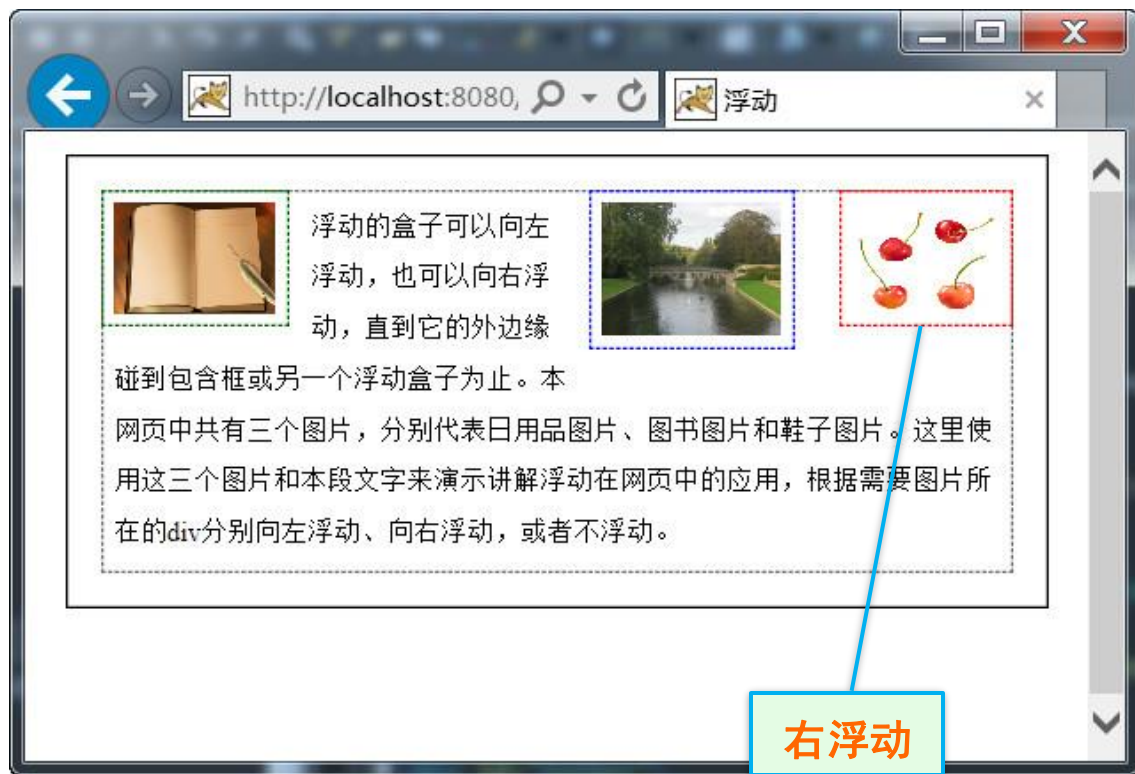 http://localhost:8080,
浮动
浮动的盒子可以向左
浮动，也可以向右浮
动，直到它的外边缘
碰到包含框或另一个浮动盒子为止。本
网页中共有三个图片，分别代表日用品图片、图书图片和鞋子图片。这里使
用这三个图片和本段文字来演示讲解浮动在网页中的应用，根据需要图片所
在的div分别向左浮动、向右浮动，或者不浮动。
右浮动